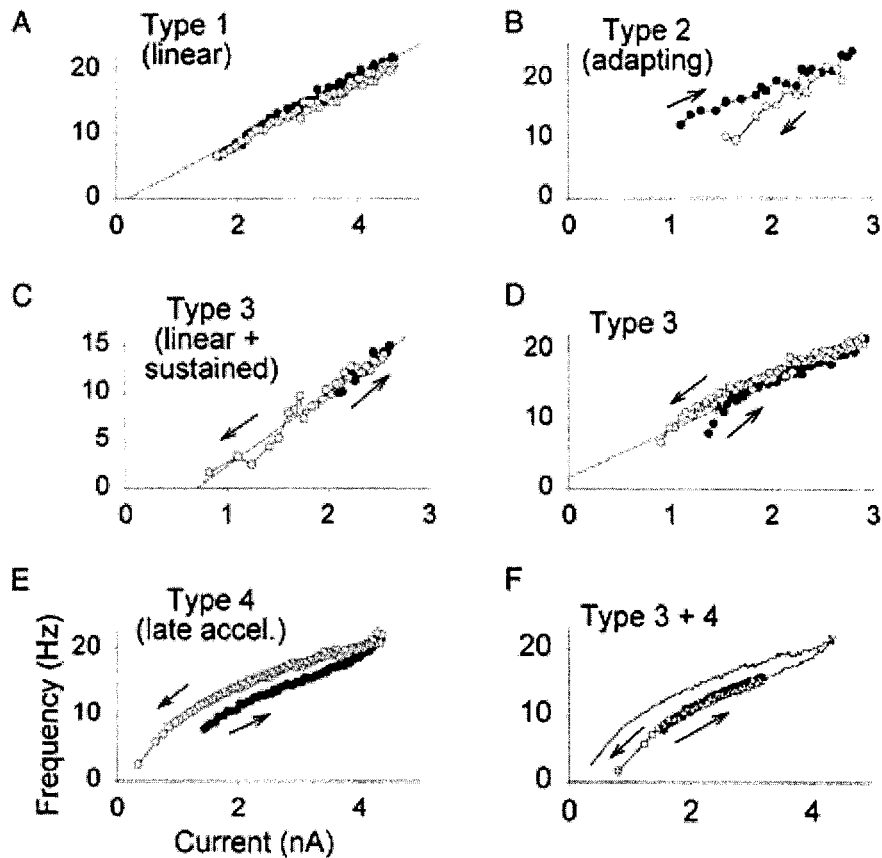 A
Type 1
(linear)
20
10
0
0
2
4
B
Type 2
(adapting)
20
10
0
0
1
2
3
C
Type 3
(linear +
sustained)
15
10
5
0
0
1
2
3
D
Type 3
20
10
0
0
1
2
3
E
Type 4
(late accel.)
20
10
0
0
2
4
Frequency (Hz)
Current (nA)
F
Type 3 + 4
20
10
0
0
2
4